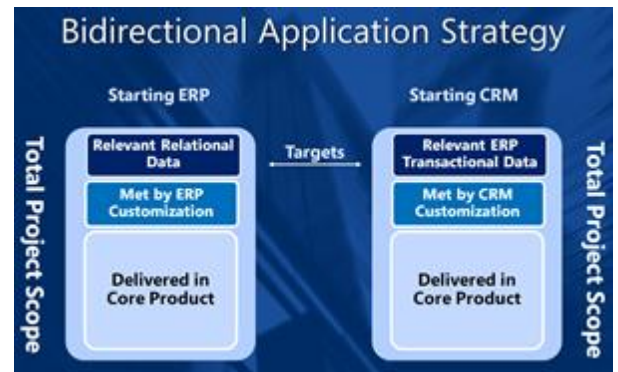 Bidirectional Application Strategy
Starting ERP
Starting CRM
Total Project Scope
Relevant Relational
Data
Met by ERP
Customization
Delivered in
Core Product
Targets
Relevant ERP
Transactional Data
Met by CRM
Customization
Delivered in
Core Product
Total Project Scope